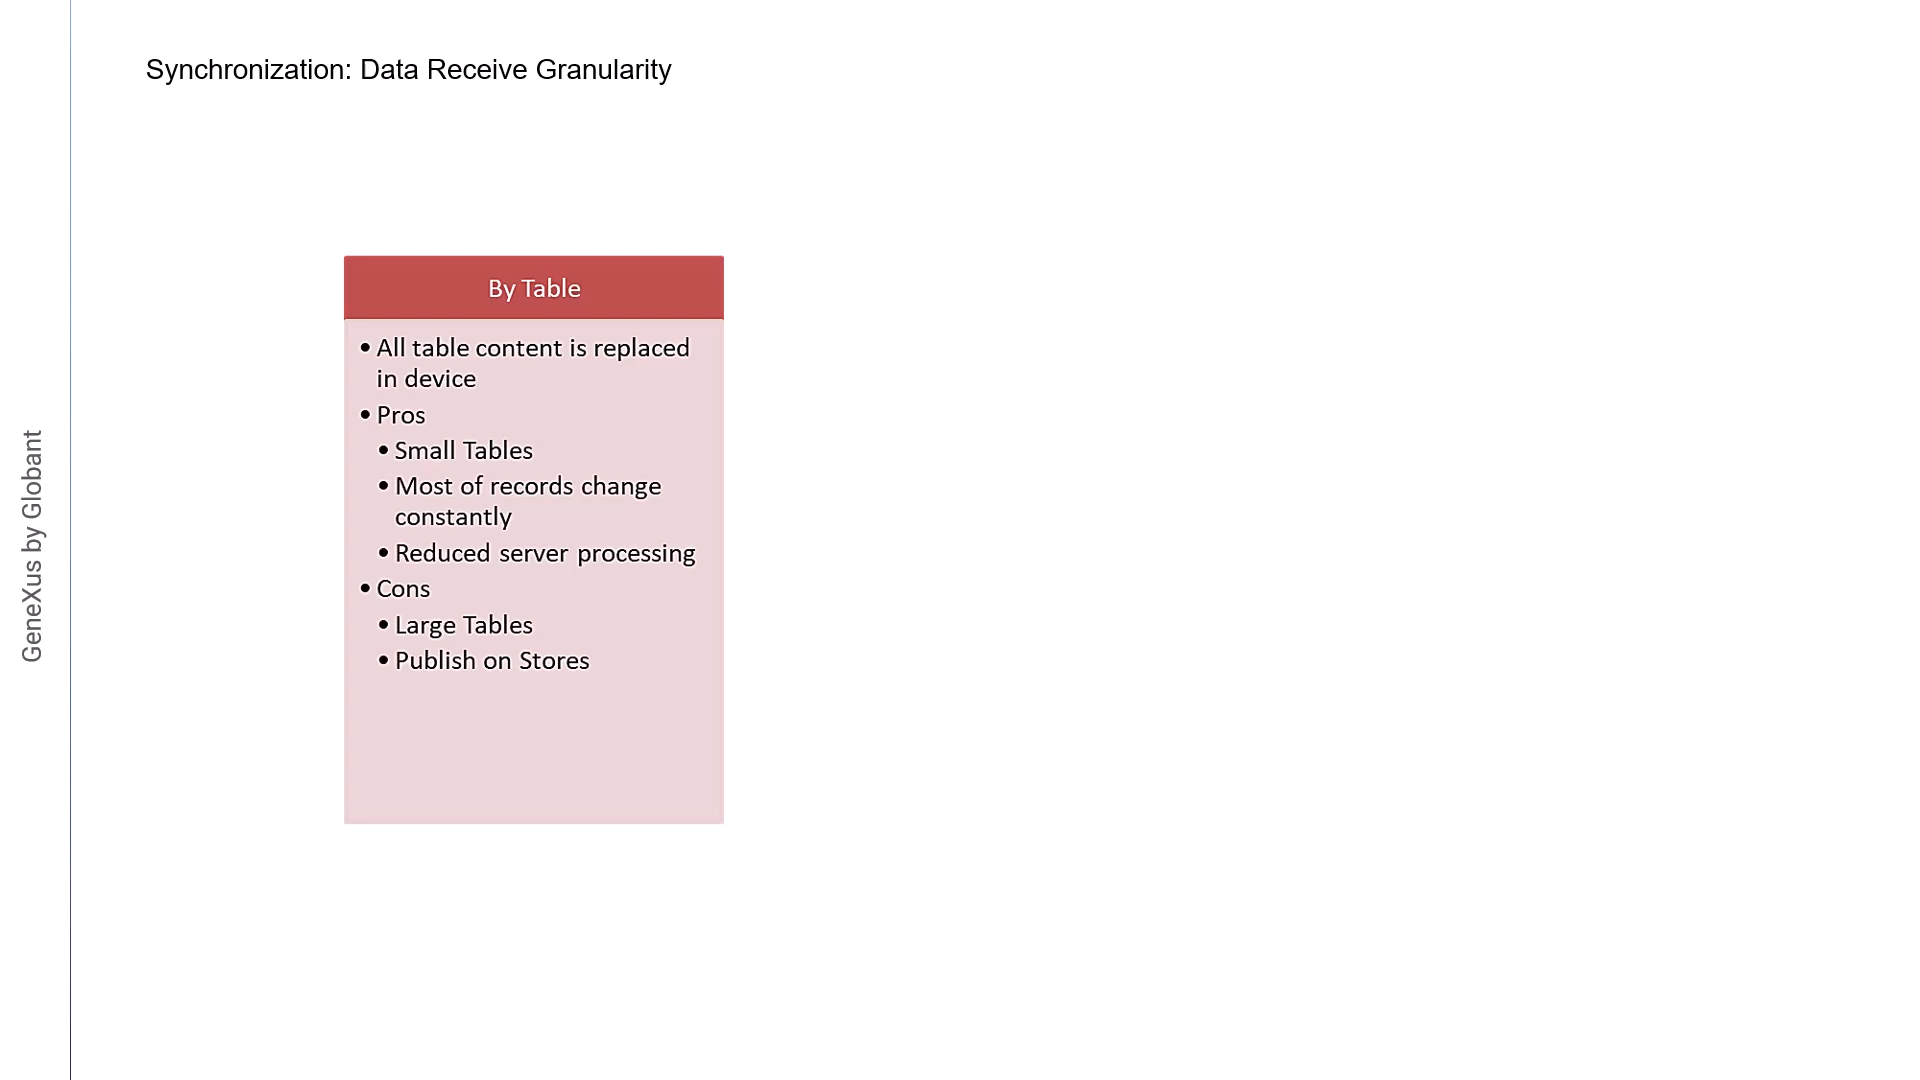 Synchronization: Data Receive Granularity
By Table
• All table content is replaced
in device
• Pros
• Small Tables
• Most of records change
constantly
• Reduced server processing
• Cons
• Large Tables
• Publish on Stores
GeneXus by Globant